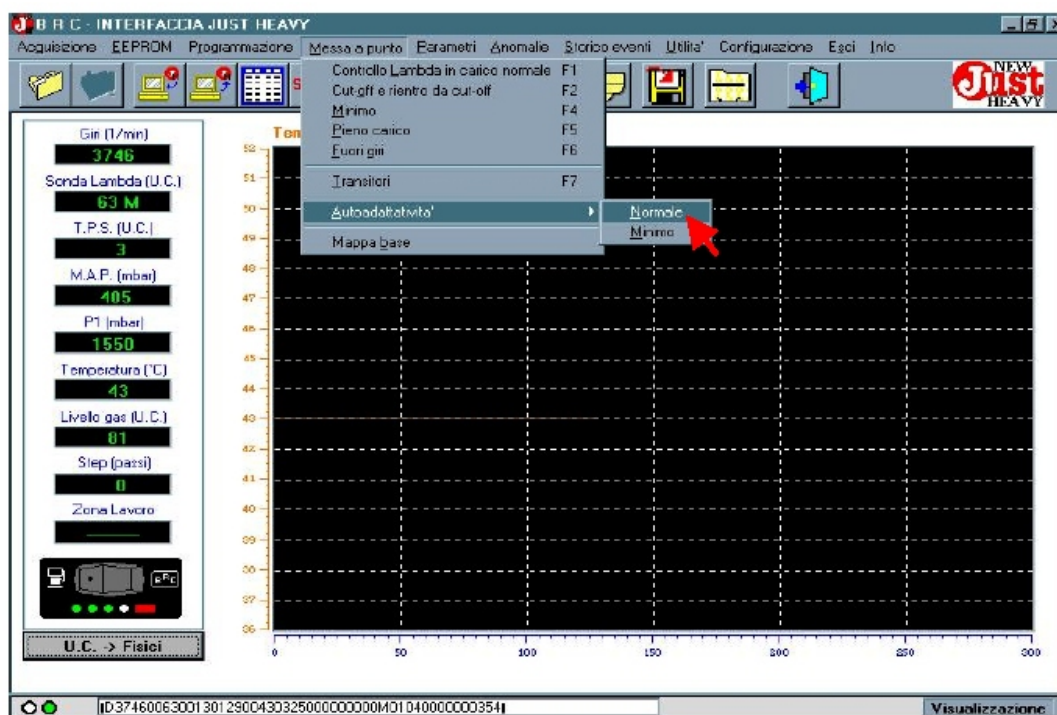 B R C - INTERFACCIA JUST HEAVY
Acquisizione EEPROM Programmazione Messa a punto Parametri Anomalie Storico eventi Utilita' Configurazione Esci Info
Controllo Lambda in carico normale F1
Cut-off e rientro da cut-off F2
Minimo F4
Pieno carico F5
Fuori giri F6
Transitori F7
Autoadattativita'
Mappa base
Normale
Minimo
NEW
Just
HEAVY
Giri (1/min)
3746
Sonda Lambda (U.C.)
63 M
T.P.S. (U.C.)
3
M.A.P. (mbar)
405
P1 (mbar)
1550
Temperatura (°C)
43
Livello gas (U.C.)
81
Step (passi)
0
Zona Lavoro
BRC
U.C. -> Fisici
Tem
52
51
50
49
48
47
46
45
44
43
42
41
40
39
38
37
36
0 50 100 150 200 250 300
ID374600630013012900430325000000000M01040000000354
Visualizzazione